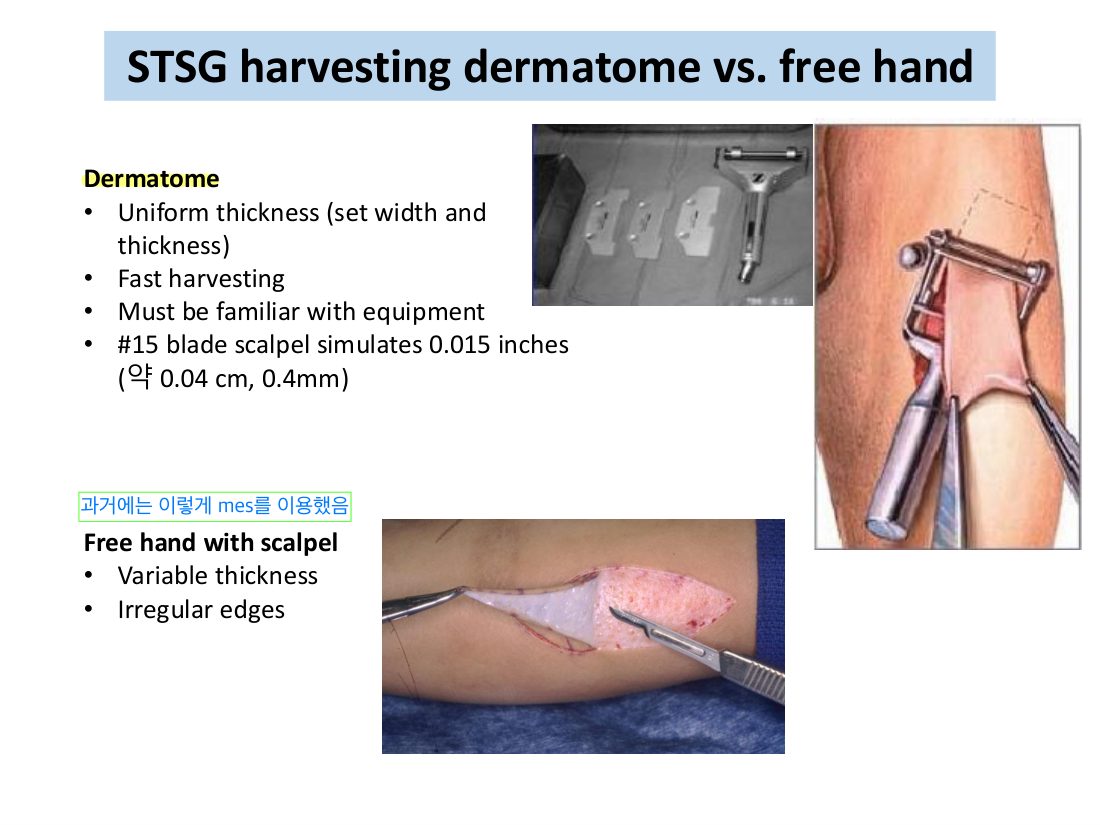 STSG harvesting dermatome vs. free hand
Dermatome
• Uniform thickness (set width and
thickness)
• Fast harvesting
• Must be familiar with equipment
• #15 blade scalpel simulates 0.015 inches
(약 0.04 cm, 0.4mm)
과거에는 이렇게 mes를 이용했음
Free hand with scalpel
• Variable thickness
• Irregular edges